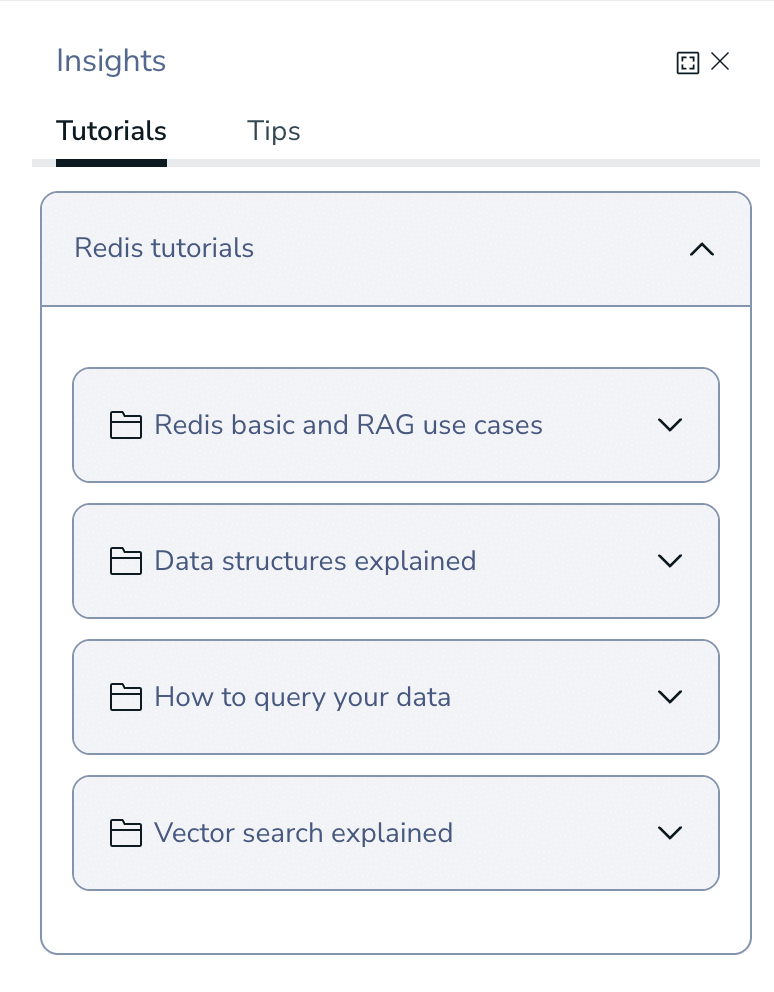 Insights
Tutorials Tips
Redis tutorials
Redis basic and RAG use cases
Data structures explained
How to query your data
Vector search explained